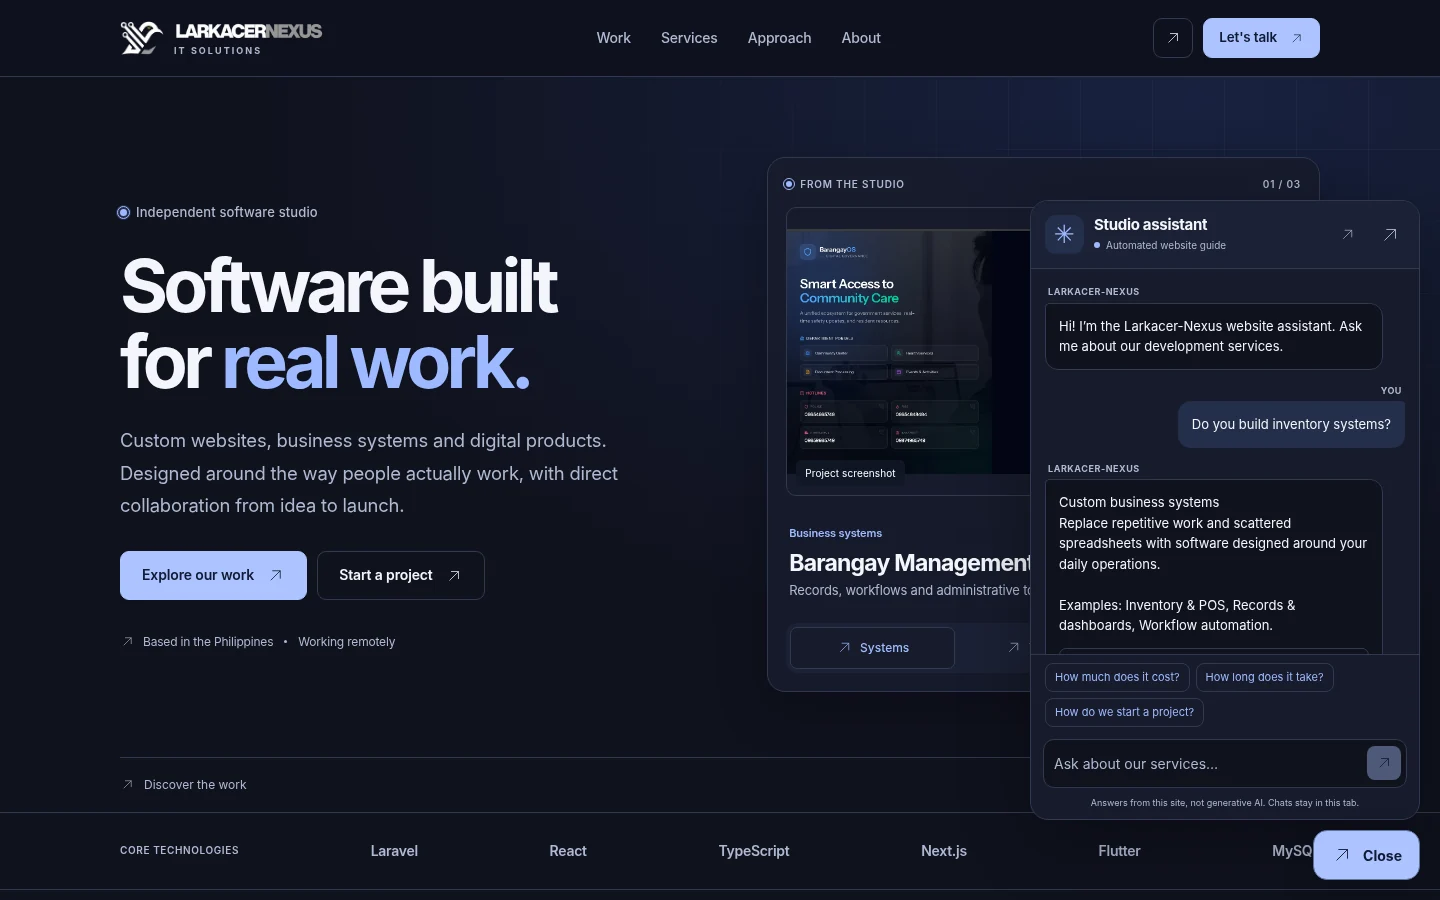 LARKACERNEXUS
IT SOLUTIONS
Work
Services
Approach
About
Let's talk
Independent software studio
Software built
for real work.
Custom websites, business systems and digital products.
Designed around the way people actually work, with direct
collaboration from idea to launch.
Explore our work
Start a project
Based in the Philippines • Working remotely
Discover the work
FROM THE STUDIO
01 / 03
BarangayOS
Smart Access to
Community Care
Project screenshot
Business systems
Barangay Management
Records, workflows and administrative
Systems
Studio assistant
Automated website guide
LARKACER-NEXUS
Hi! I'm the Larkacer-Nexus website assistant. Ask
me about our development services.
YOU
Do you build inventory systems?
LARKACER-NEXUS
Custom business systems
Replace repetitive work and scattered
spreadsheets with software designed around your
daily operations.
Examples: Inventory & POS, Records &
dashboards, Workflow automation.
How much does it cost?
How long does it take?
How do we start a project?
Ask about our services...
Answers from this site, not generative AI. Chats stay in this tab.
CORE TECHNOLOGIES
Laravel
React
TypeScript
Next.js
Flutter
MySQ
Close